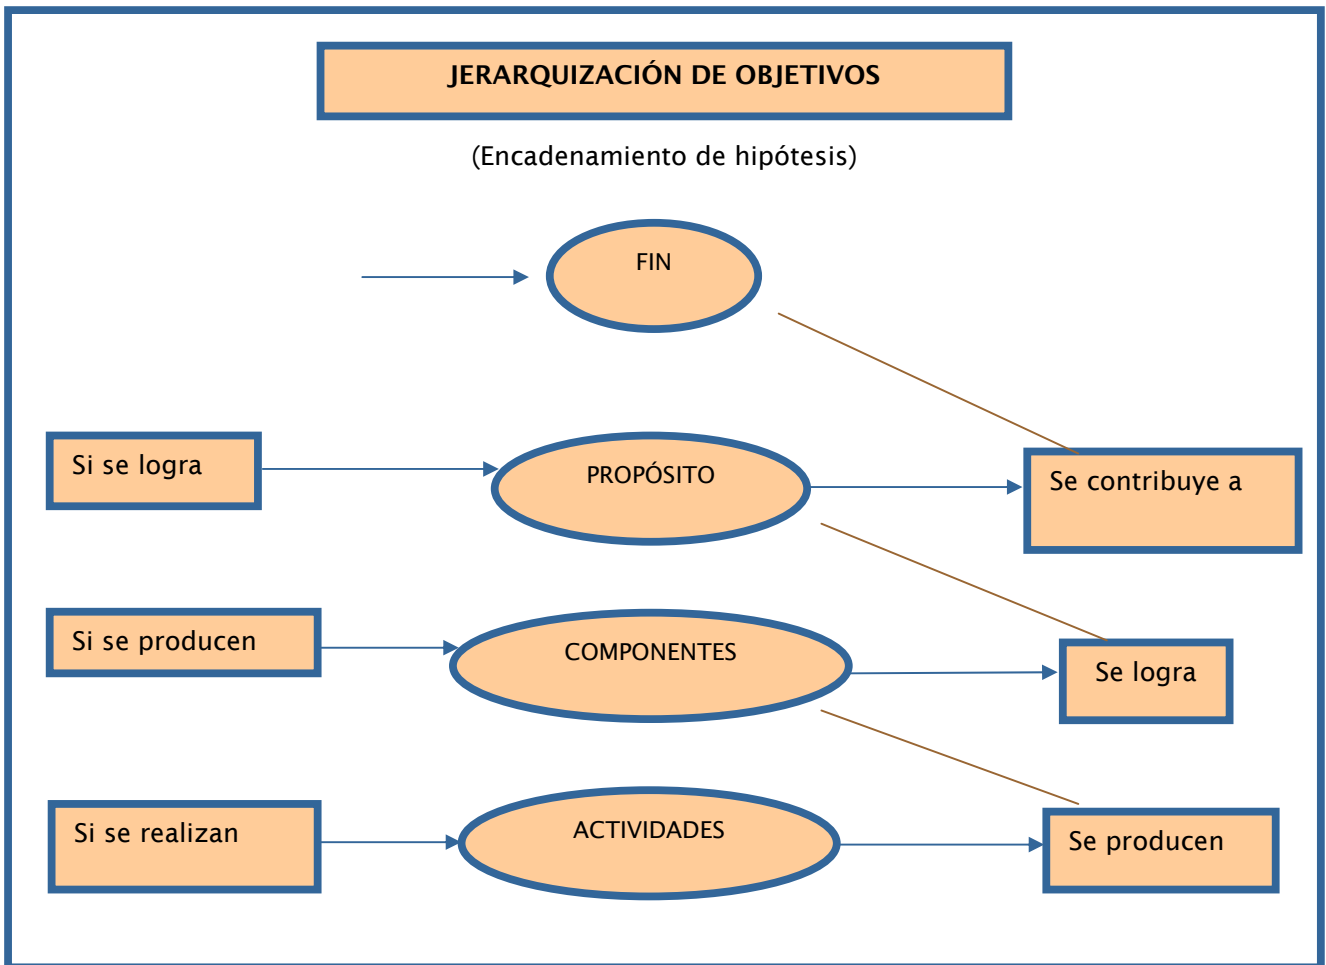 JERARQUIZACIÓN DE OBJETIVOS
(Encadenamiento de hipótesis)
FIN
Si se logra
PROPÓSITO
Se contribuye a
Si se producen
COMPONENTES
Se logra
Si se realizan
ACTIVIDADES
Se producen